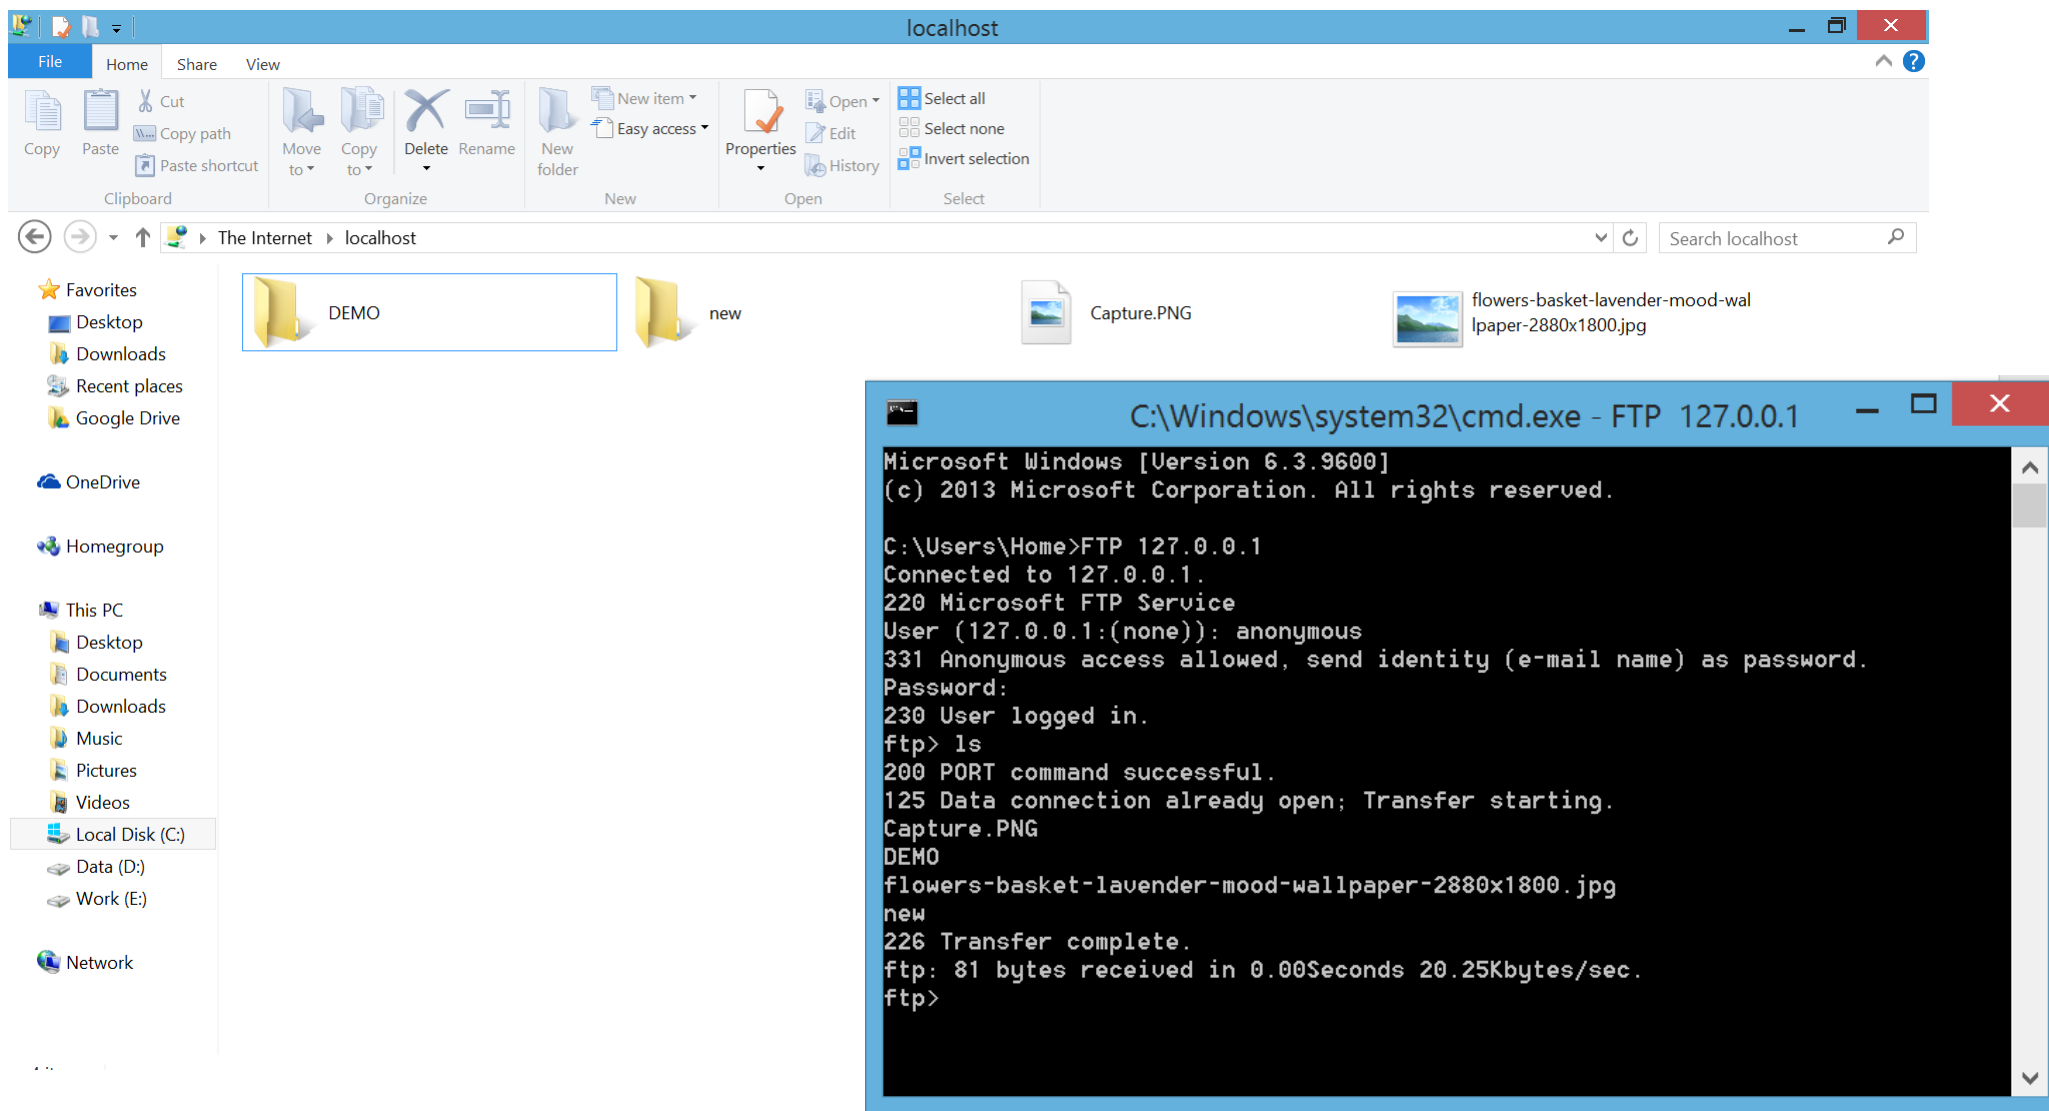 localhost
File Home Share View
Copy
Paste
Cut
Copy path
Paste shortcut
Clipboard
Move to
Copy to
Delete
Rename
Organize
New folder
New item
Easy access
New
Properties
Open
Edit
History
Open
Select all
Select none
Invert selection
Select
The Internet localhost
Search localhost
Favorites
Desktop
Downloads
Recent places
Google Drive
OneDrive
Homegroup
This PC
Desktop
Documents
Downloads
Music
Pictures
Videos
Local Disk (C:)
Data (D:)
Work (E:)
Network
DEMO
new
Capture.PNG
flowers-basket-lavender-mood-wal
lpaper-2880x1800.jpg
C:\Windows\system32\cmd.exe - FTP 127.0.0.1
Microsoft Windows [Version 6.3.9600]
(c) 2013 Microsoft Corporation. All rights reserved.
C:\Users\Home>FTP 127.0.0.1
Connected to 127.0.0.1.
220 Microsoft FTP Service
User (127.0.0.1:(none)): anonymous
331 Anonymous access allowed, send identity (e-mail name) as password.
Password:
230 User logged in.
ftp> ls
200 PORT command successful.
125 Data connection already open; Transfer starting.
Capture.PNG
DEMO
flowers-basket-lavender-mood-wallpaper-2880x1800.jpg
new
226 Transfer complete.
ftp: 81 bytes received in 0.00Seconds 20.25Kbytes/sec.
ftp>